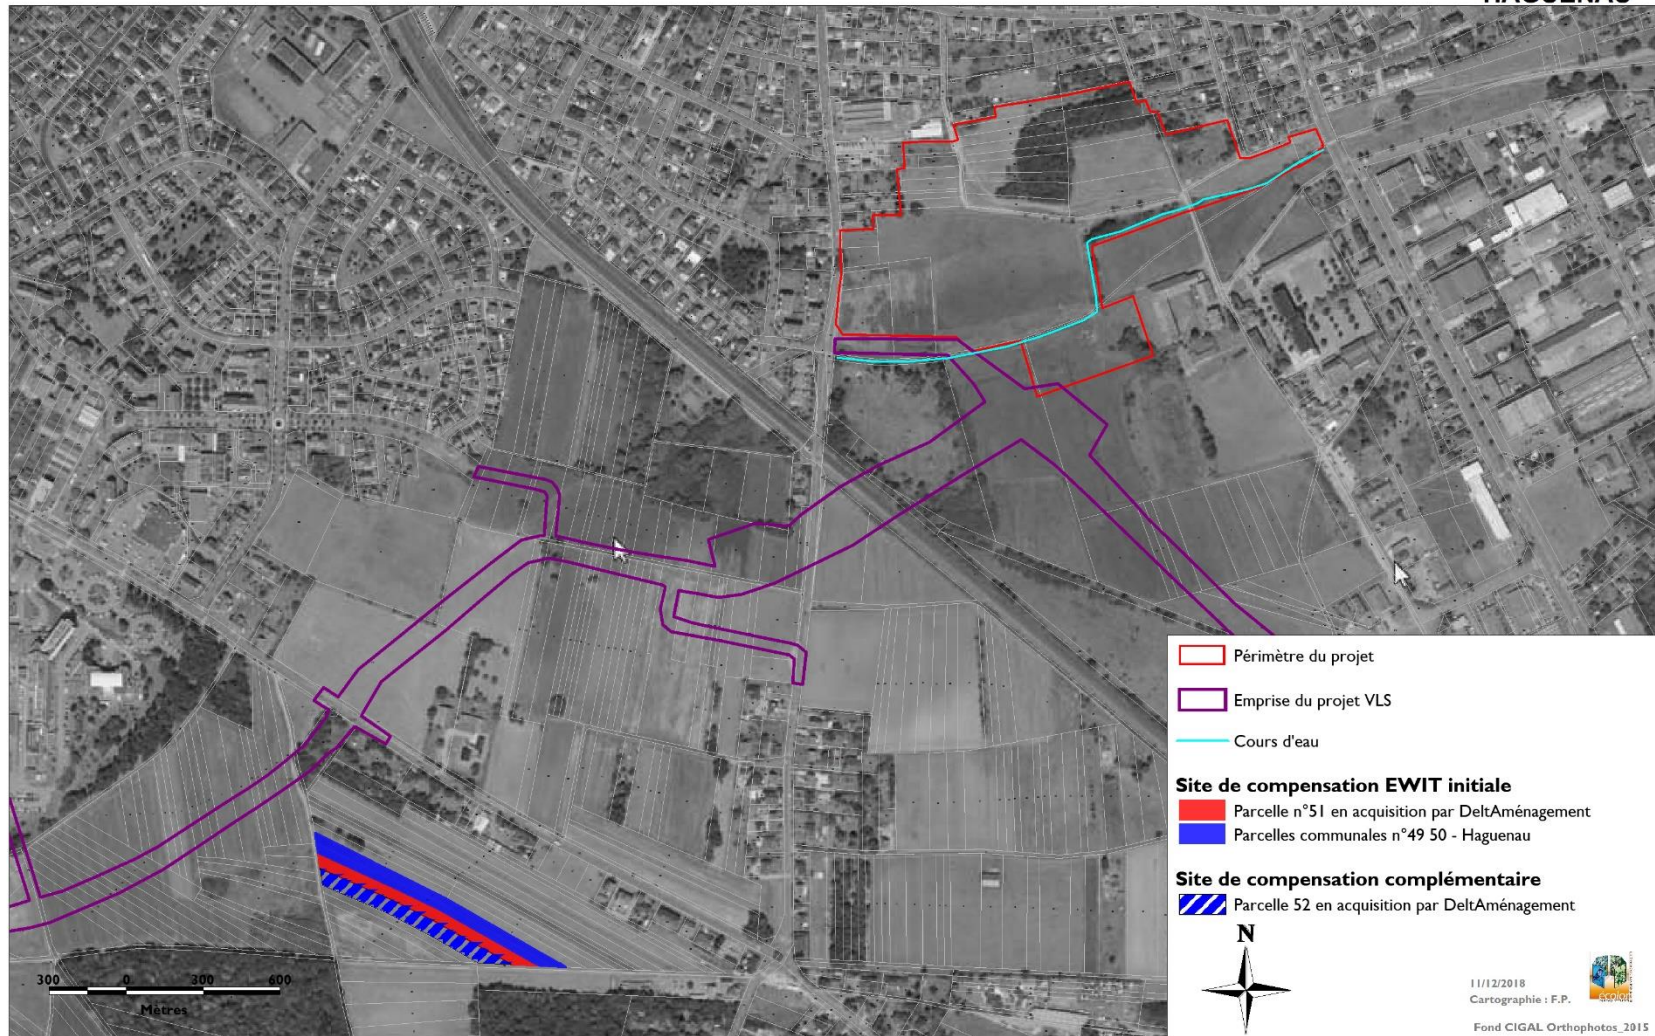 Périmètre du projet
Emprise du projet VLS
Cours d'eau
Site de compensation EWIT initiale
Parcelle n°51 en acquisition par DeltAménagement
Parcelles communales n°49 50 - Haguenau
Site de compensation complémentaire
Parcelle 52 en acquisition par DeltAménagement
N
300 0 300 600
Mètres
11/12/2018
Cartographie : F.P.
Fond CIGAL Orthophotos_2015